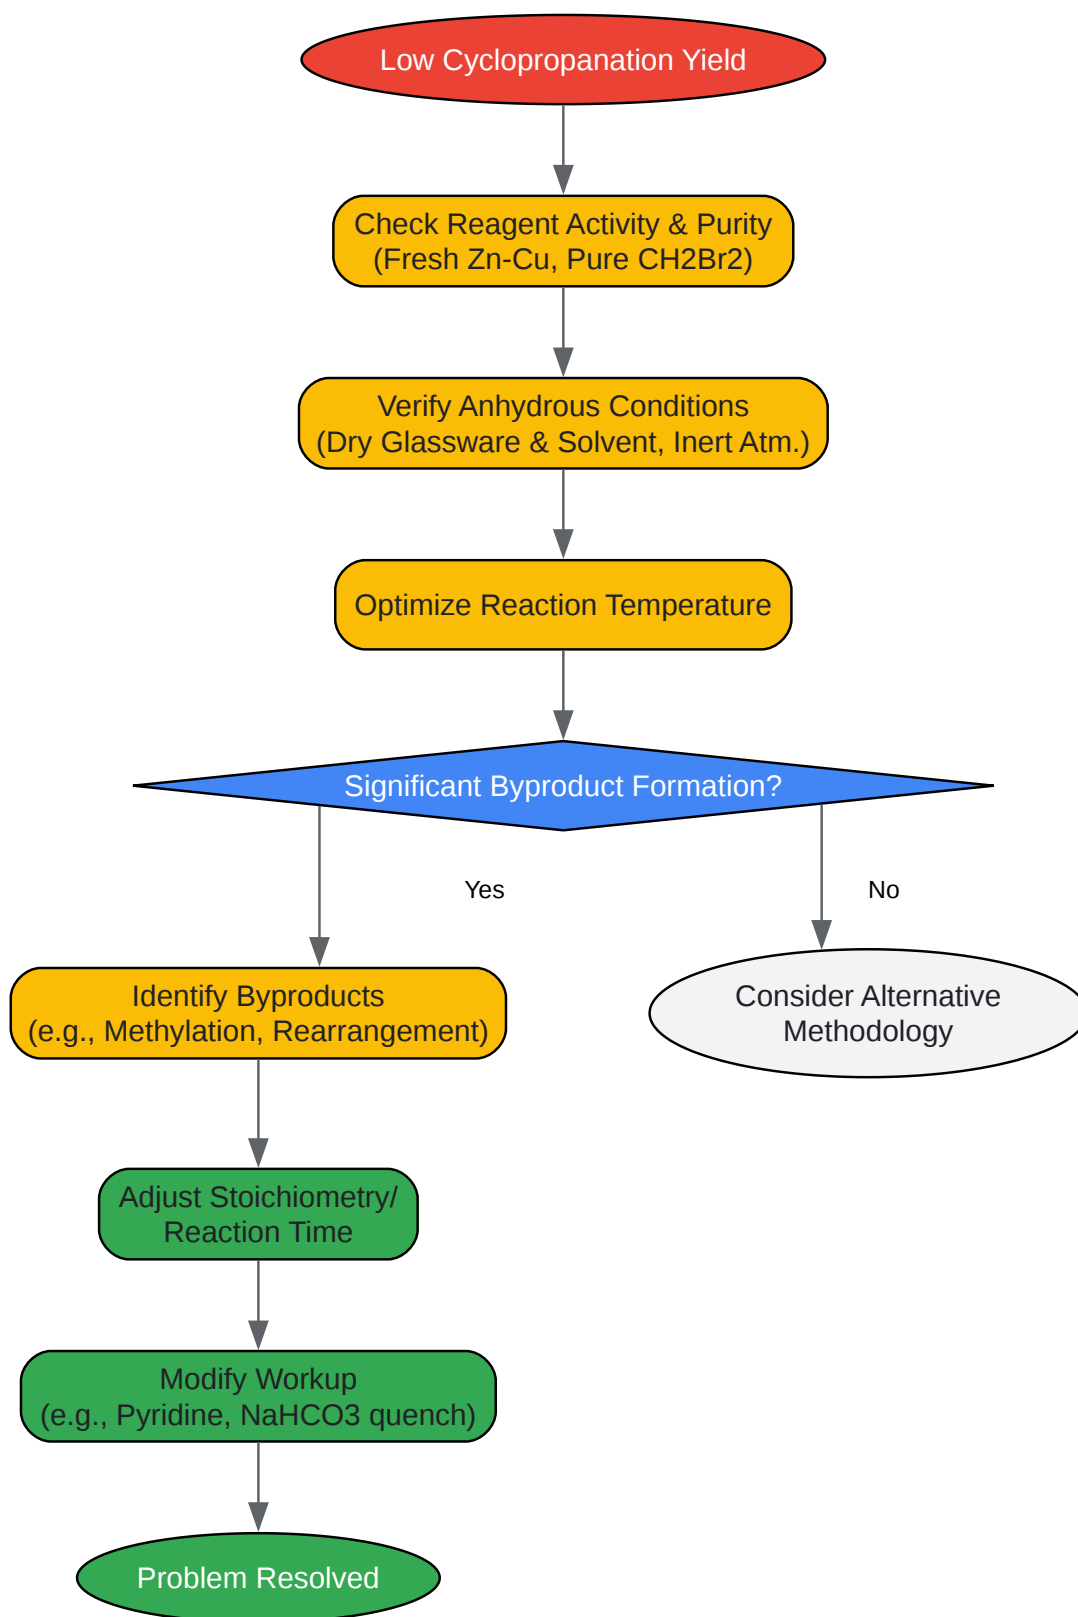 Low Cyclopropanation Yield
Check Reagent Activity & Purity
(Fresh Zn-Cu, Pure CH2Br2)
Verify Anhydrous Conditions
(Dry Glassware & Solvent, Inert Atm.)
Optimize Reaction Temperature
Significant Byproduct Formation?
Yes
No
Identify Byproducts
(e.g., Methylation, Rearrangement)
Consider Alternative
Methodology
Adjust Stoichiometry/
Reaction Time
Modify Workup
(e.g., Pyridine, NaHCO3 quench)
Problem Resolved